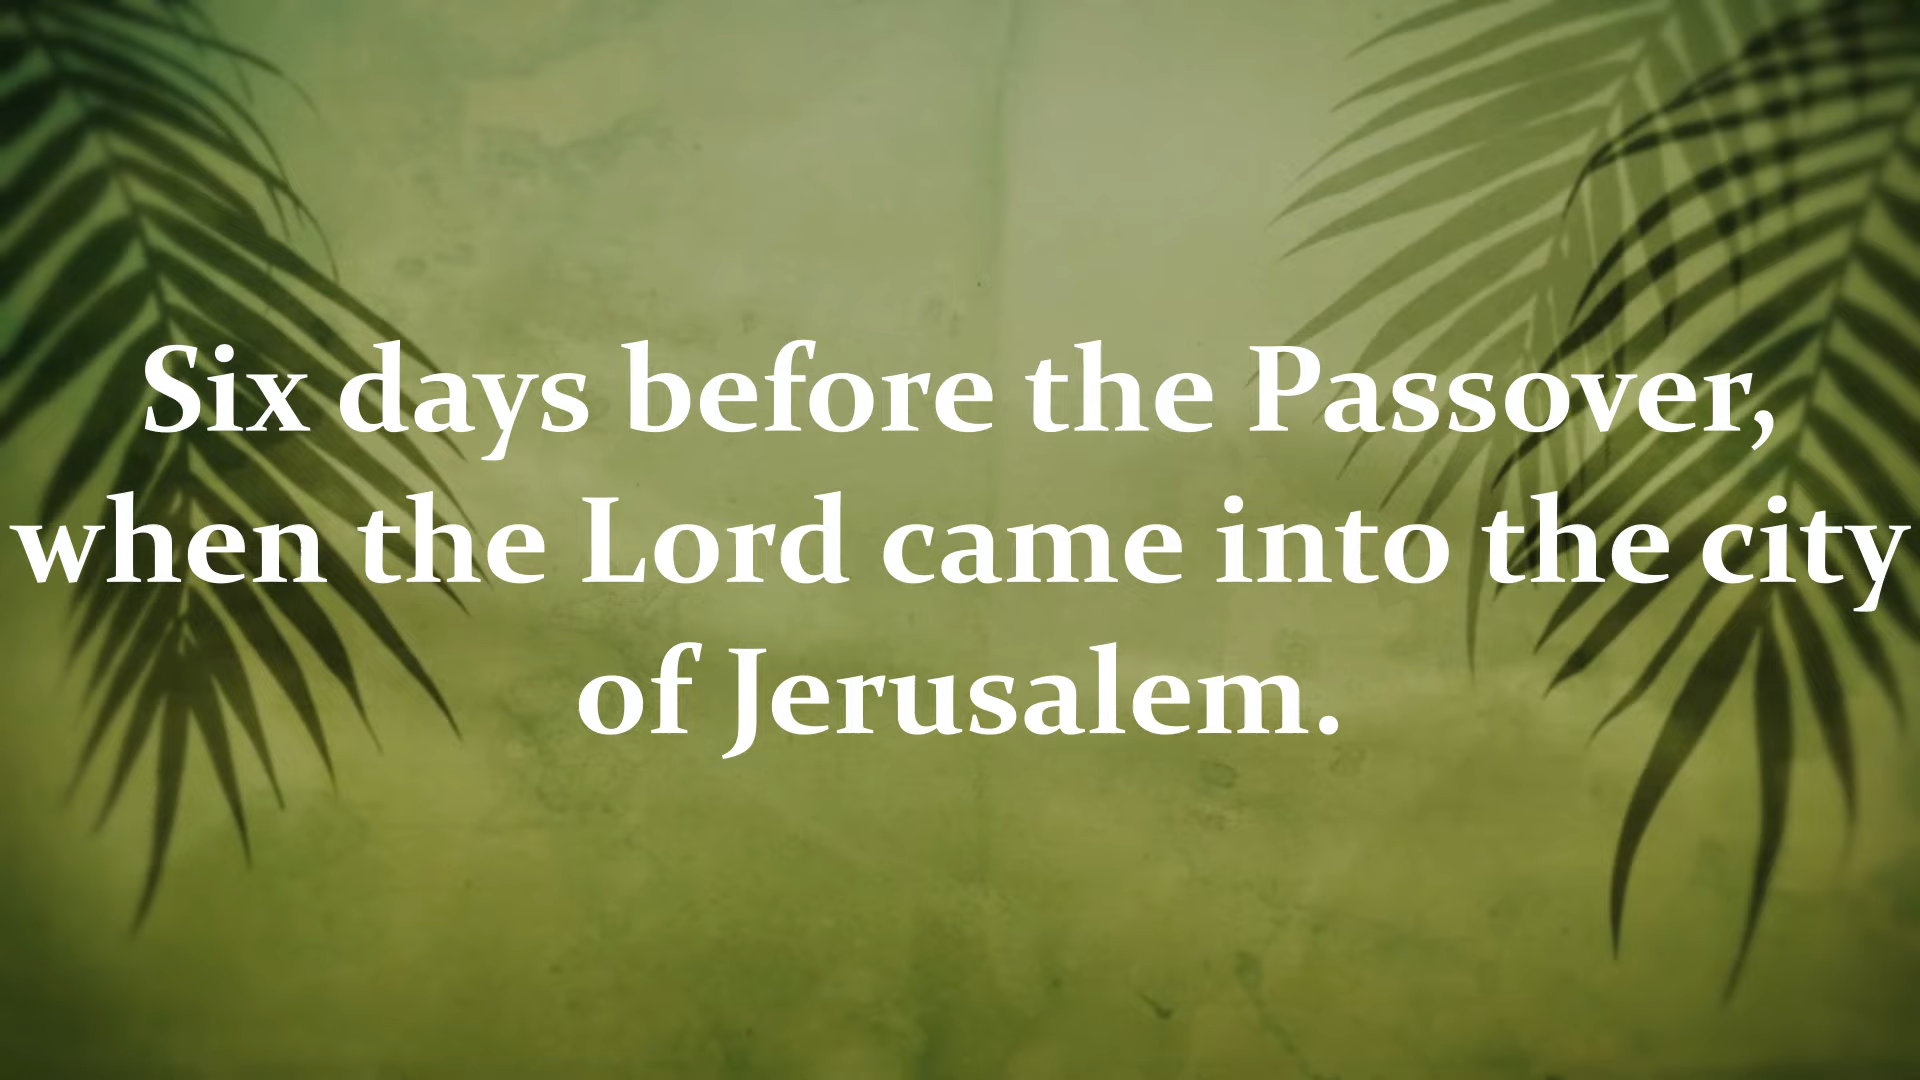 Six days before the Passover,
when the Lord came into the city
of Jerusalem.